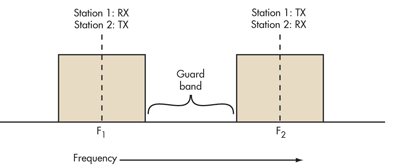 Station 1: RX
Station 2: TX
Station 1: TX
Station 2: RX
Guard
band
F1
F2
Frequency